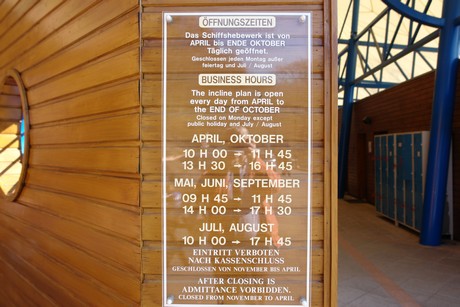 ÖFFNUNGSZEITEN
Das Schiffshebewerk ist von
APRIL bis ENDE OKTOBER
Täglich geöffnet.
Geschlossen jeden Montag außer
feiertag und Juli / August
BUSINESS HOURS
The incline plan is open
every day from APRIL to
the END OF OCTOBER
Closed on Monday except
public holiday and July / August
APRIL, OKTOBER
10 H 00 → 11 H 45
13 H 30 → 16 H 45
MAI, JUNI, SEPTEMBER
09 H 45 → 11 H 45
14 H 00 → 17 H 30
JULI, AUGUST
10 H 00 → 17 H 45
EINTRITT VERBOTEN
NACH KASSENSCHLUSS
GESCHLOSSEN VON NOVEMBER BIS APRIL
AFTER CLOSING IS
ADMITTANCE VORBIDDEN.
CLOSED FROM NOVEMBER TO APRIL